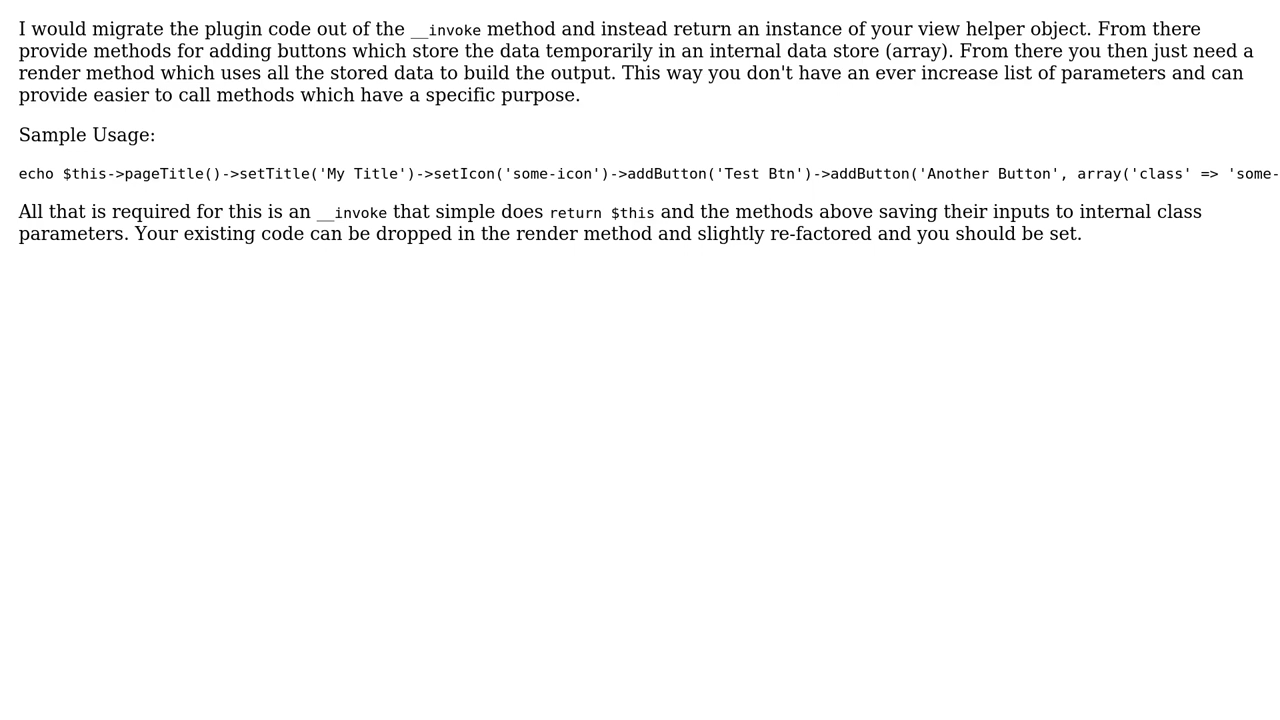 I would migrate the plugin code out of the __invoke method and instead return an instance of your view helper object. From there
provide methods for adding buttons which store the data temporarily in an internal data store (array). From there you then just need a
render method which uses all the stored data to build the output. This way you don't have an ever increase list of parameters and can
provide easier to call methods which have a specific purpose.
Sample Usage:
echo $this->pageTitle()->setTitle('My Title')->setIcon('some-icon')->addButton('Test Btn')->addButton('Another Button', array('class' => 'some-
All that is required for this is an __invoke that simple does return $this and the methods above saving their inputs to internal class
parameters. Your existing code can be dropped in the render method and slightly re-factored and you should be set.